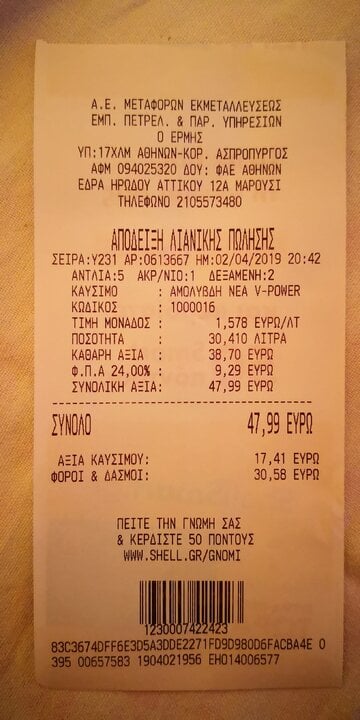 Α.Ε. ΜΕΤΑΦΟΡΩΝ ΕΚΜΕΤΑΛΛΕΥΣΕΩΣ
ΕΜΠ. ΠΕΤΡΕΛ. & ΠΑΡ. ΥΠΗΡΕΣΙΩΝ
Ο ΕΡΜΗΣ
ΥΠ:17ΧΛΜ ΑΘΗΝΩΝ-ΚΟΡ. ΑΣΠΡΟΠΥΡΓΟΣ
ΑΦΜ 094025320 ΔΟΥ: ΦΑΕ ΑΘΗΝΩΝ
ΕΔΡΑ ΗΡΩΔΟΥ ΑΤΤΙΚΟΥ 12Α ΜΑΡΟΥΣΙ
ΤΗΛΕΦΩΝΟ 2105573480
ΑΠΟΔΕΙΞΗ ΛΙΑΝΙΚΗΣ ΠΩΛΗΣΗΣ
ΣΕΙΡΑ:Υ231 ΑΡ:0613667 ΗΜ:02/04/2019 20:42
ΑΝΤΛΙΑ:5 ΑΚΡ/ΝΙΟ:1 ΔΕΞΑΜΕΝΗ:2
ΚΑΥΣΙΜΟ : ΑΜΟΛΥΒΔΗ ΝΕΑ V-POWER
ΚΩΔΙΚΟΣ : 1000016
ΤΙΜΗ ΜΟΝΑΔΟΣ : 1,578 ΕΥΡΩ/ΛΤ
ΠΟΣΟΤΗΤΑ : 30,410 ΛΙΤΡΑ
ΚΑΘΑΡΗ ΑΞΙΑ : 38,70 ΕΥΡΩ
Φ.Π.Α 24,00% : 9,29 ΕΥΡΩ
ΣΥΝΟΛΙΚΗ ΑΞΙΑ: 47,99 ΕΥΡΩ
ΣΥΝΟΛΟ 47,99 ΕΥΡΩ
ΑΞΙΑ ΚΑΥΣΙΜΟΥ: 17,41 ΕΥΡΩ
ΦΟΡΟΙ & ΔΑΣΜΟΙ: 30,58 ΕΥΡΩ
ΠΕΙΤΕ ΤΗΝ ΓΝΩΜΗ ΣΑΣ
& ΚΕΡΔΙΣΤΕ 50 ΠΟΝΤΟΥΣ
WWW.SHELL.GR/GNOMI
1230007422423
83C3674DFF6E3D5A3DDE2271FD9D980D6FACBA4E 0
395 00657583 1904021956 ΕΗΟ14006577